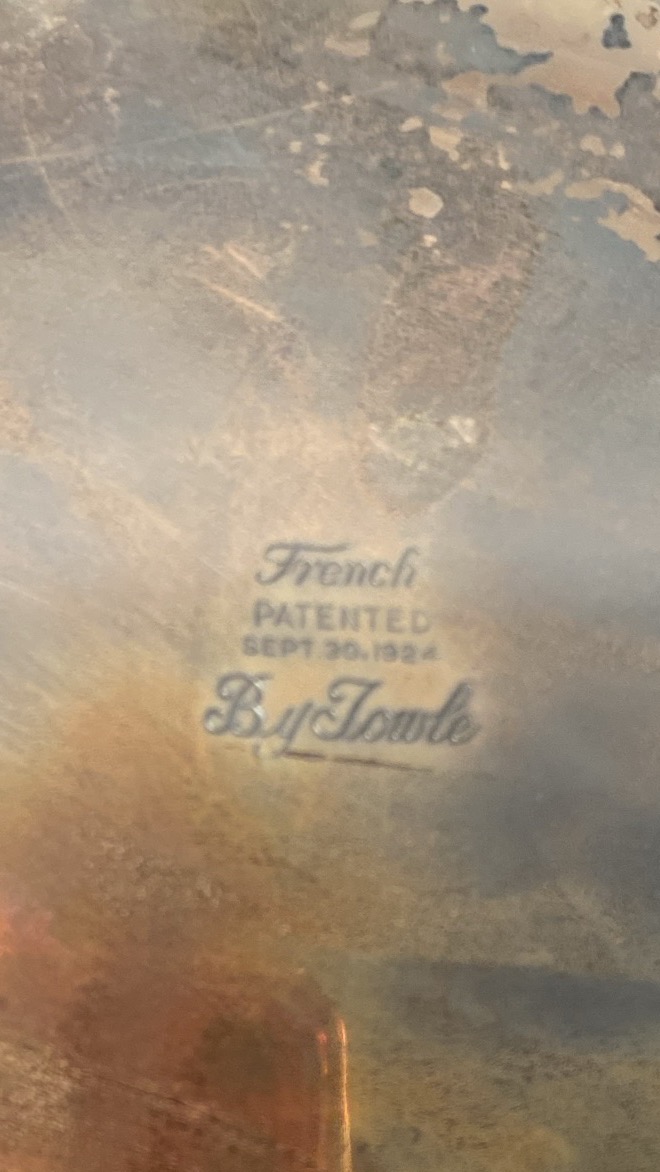 French
PATENTED
SEPT.30.1924
By Towle